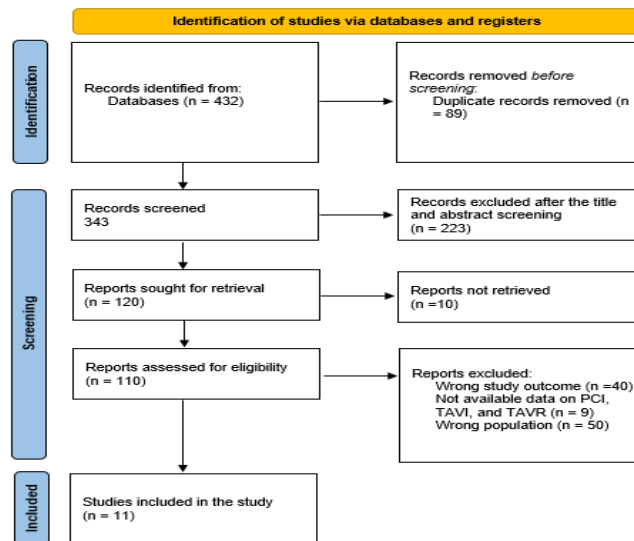 Identification of studies via databases and registers
Identification
Records identified from:
Databases (n = 432)
Records removed before
screening:
Duplicate records removed (n
= 89)
Screening
Records screened
343
Records excluded after the title
and abstract screening
(n = 223)
Reports sought for retrieval
(n = 120)
Reports not retrieved
(n =10)
Reports assessed for eligibility
(n = 110)
Reports excluded:
Wrong study outcome (n =40)
Not available data on PCI,
TAVI, and TAVR (n = 9)
Wrong population (n = 50)
Included
Studies included in the study
(n = 11)